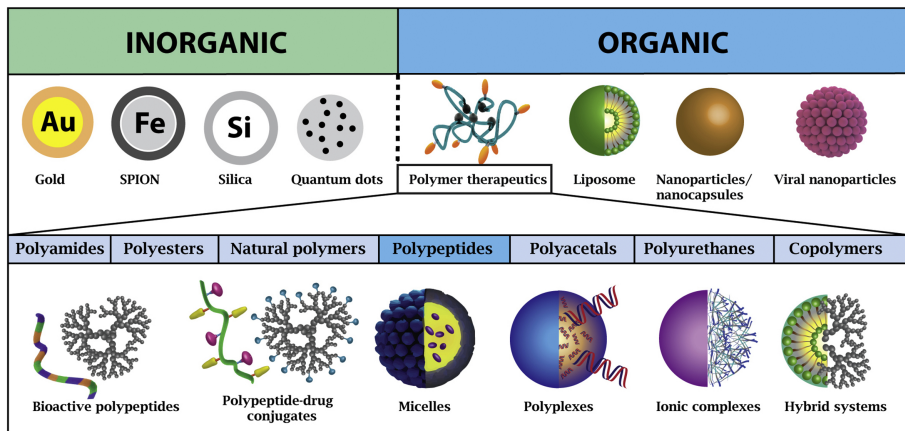 INORGANIC
ORGANIC
Au
Fe
Si
Gold
SPION
Silica
Quantum dots
Polymer therapeutics
Liposome
Nanoparticles/
nanocapsules
Viral nanoparticles
Polyamides
Polyesters
Natural polymers
Polypeptides
Polyacetals
Polyurethanes
Copolymers
Bioactive polypeptides
Polypeptide-drug
conjugates
Micelles
Polyplexes
Ionic complexes
Hybrid systems